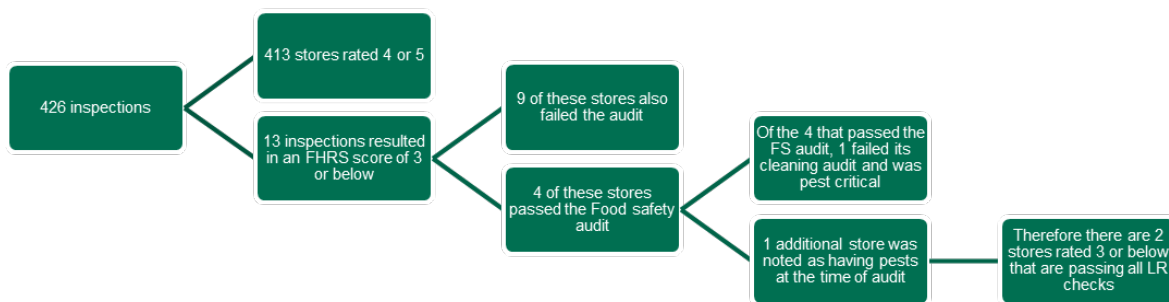 426 inspections
413 stores rated 4 or 5
13 inspections resulted
in an FHRS score of 3
or below
9 of these stores also
failed the audit
4 of these stores
passed the Food safety
audit
Of the 4 that passed the
FS audit, 1 failed its
cleaning audit and was
pest critical
1 additional store was
noted as having pests
at the time of audit
Therefore there are 2
stores rated 3 or below
that are passing all LR
checks